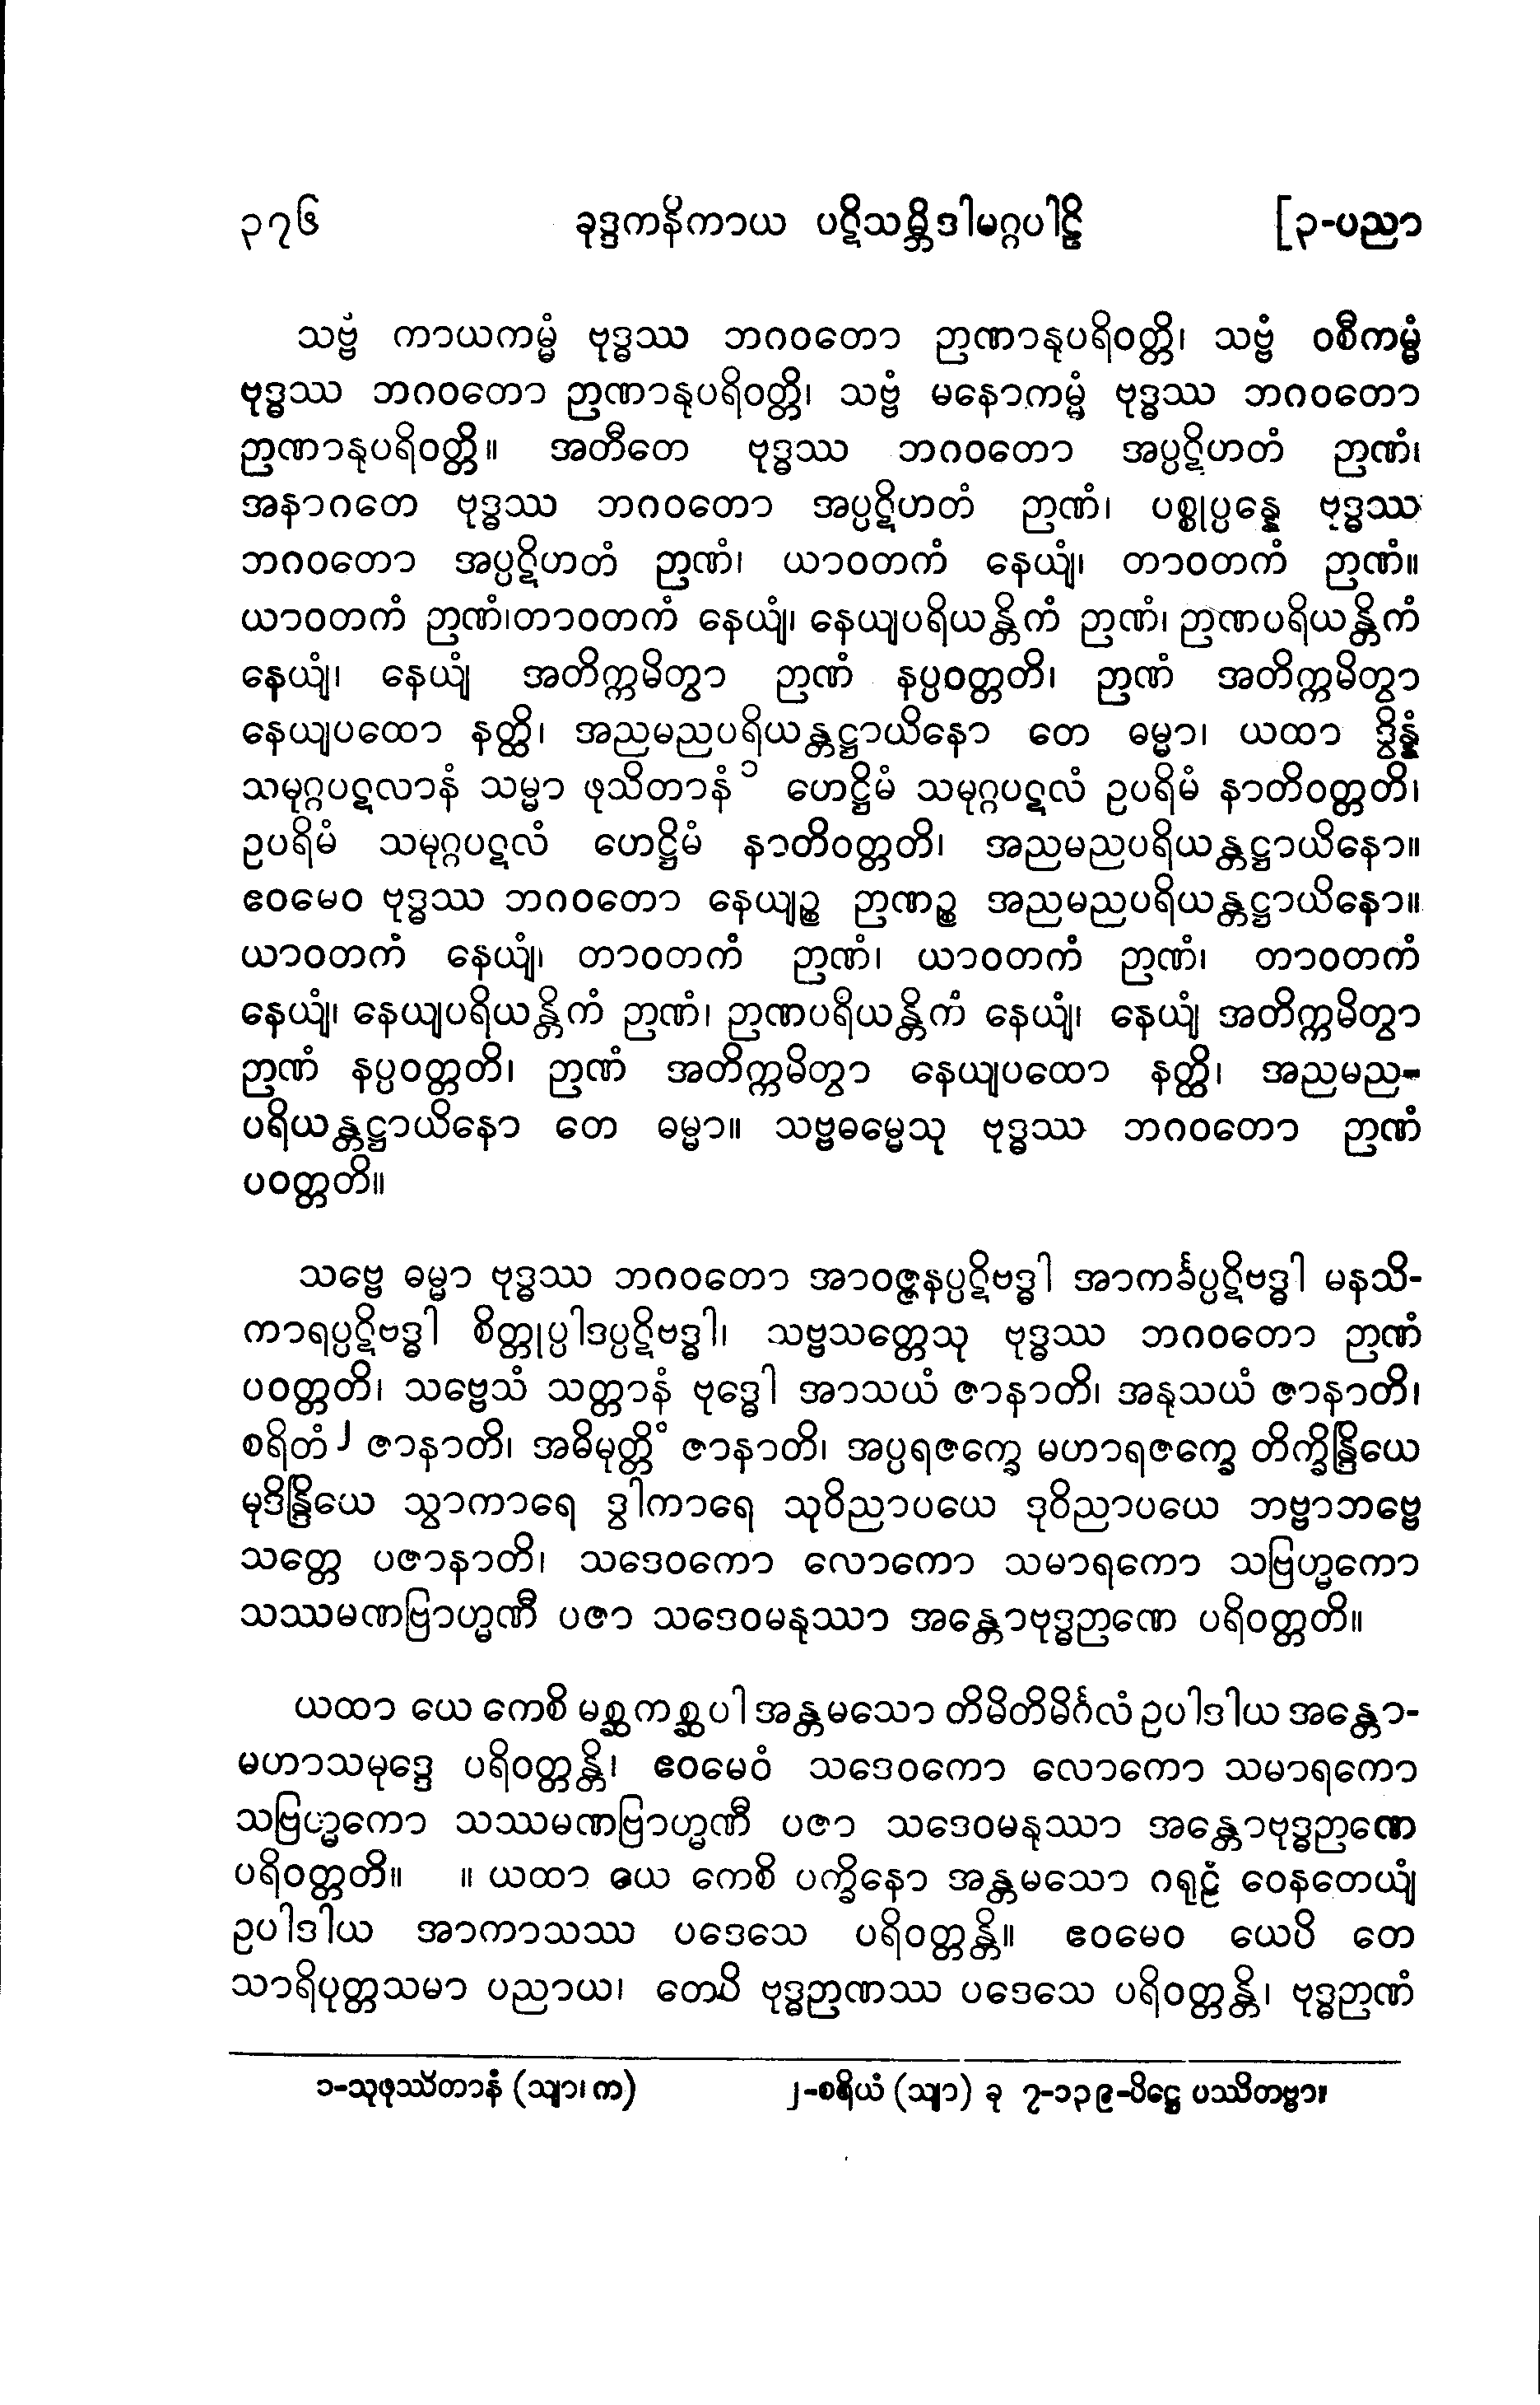 ၃၇၆ ခုဒ္ဒကနိကာယ ပဋိသမ္ဘိဒါမဂ္ဂပါဠိ [၃-ပညာ
သဗ္ဗံ ကာယကမ္မံ ဗုဒ္ဓဿ ဘဂဝတော ဉာဏာနုပရိဝတ္တိ၊ သဗ္ဗံ ဝစီကမ္မံ
ဗုဒ္ဓဿ ဘဂဝတော ဉာဏာနုပရိဝတ္တိ၊ သဗ္ဗံ မနောကမ္မံ ဗုဒ္ဓဿ ဘဂဝတော
ဉာဏာနုပရိဝတ္တိ။ အတီတေ ဗုဒ္ဓဿ ဘဂဝတော အပ္ပဋိဟတံ ဉာဏံ၊
အနာဂတေ ဗုဒ္ဓဿ ဘဂဝတော အပ္ပဋိဟတံ ဉာဏံ၊ ပစ္စုပ္ပန္နေ ဗုဒ္ဓဿ
ဘဂဝတော အပ္ပဋိဟတံ ဉာဏံ၊ ယာဝတကံ နေယျံ၊ တာဝတကံ ဉာဏံ။
ယာဝတကံ ဉာဏံ၊တာဝတကံ နေယျံ၊ နေယျပရိယန္တိကံ ဉာဏံ၊ ဉာဏပရိယန္တိကံ
နေယျံ၊ နေယျံ အတိက္ကမိတွာ ဉာဏံ နပ္ပဝတ္တတိ၊ ဉာဏံ အတိက္ကမိတွာ
နေယျပထော နတ္ထိ၊ အညမညပရိယန္တဋ္ဌာယိနော တေ ဓမ္မာ၊ ယထာ ဒွိန္နံ
သမုဂ္ဂပဋလာနံ သမ္မာ ဖုသိတာနံ ၁ ဟေဋ္ဌိမံ သမုဂ္ဂပဋလံ ဥပရိမံ နာတိဝတ္တတိ၊
ဥပရိမံ သမုဂ္ဂပဋလံ ဟေဋ္ဌိမံ နာတိဝတ္တတိ၊ အညမညပရိယန္တဋ္ဌာယိနော။
ဧဝမေဝ ဗုဒ္ဓဿ ဘဂဝတော နေယျဉ္စ ဉာဏဉ္စ အညမညပရိယန္တဋ္ဌာယိနော။
ယာဝတကံ နေယျံ၊ တာဝတကံ ဉာဏံ၊ ယာဝတကံ ဉာဏံ၊ တာဝတကံ
နေယျံ၊ နေယျပရိယန္တိကံ ဉာဏံ၊ ဉာဏပရိယန္တိကံ နေယျံ၊ နေယျံ အတိက္ကမိတွာ
ဉာဏံ နပ္ပဝတ္တတိ၊ ဉာဏံ အတိက္ကမိတွာ နေယျပထော နတ္ထိ၊ အညမည-
ပရိယန္တဋ္ဌာယိနော တေ ဓမ္မာ။ သဗ္ဗဓမ္မေသု ဗုဒ္ဓဿ ဘဂဝတော ဉာဏံ
ပဝတ္တတိ။
သဗ္ဗေ ဓမ္မာ ဗုဒ္ဓဿ ဘဂဝတော အာဝဇ္ဇနပ္ပဋိဗဒ္ဓါ အာကင်္ခပ္ပဋိဗဒ္ဓါ မနသိ-
ကာရပ္ပဋိဗဒ္ဓါ စိတ္တုပ္ပါဒပ္ပဋိဗဒ္ဓါ၊ သဗ္ဗသတ္တေသု ဗုဒ္ဓဿ ဘဂဝတော ဉာဏံ
ပဝတ္တတိ၊ သဗ္ဗေသံ သတ္တာနံ ဗုဒ္ဓေါ အာသယံ ဇာနာတိ၊ အနုသယံ ဇာနာတိ၊
စရိတံ ၂ ဇာနာတိ၊ အဓိမုတ္တိံ ဇာနာတိ၊ အပ္ပရဇက္ခေ မဟာရဇက္ခေ တိက္ခိန္ဒြိယေ
မုဒိန္ဒြိယေ သွာကာရေ ဒွါကာရေ သုဝိညာပယေ ဒုဝိညာပယေ ဘဗ္ဗာဘဗ္ဗေ
သတ္တေ ပဇာနာတိ၊ သဒေဝကော လောကော သမာရကော သဗြဟ္မကော
သဿမဏဗြာဟ္မဏီ ပဇာ သဒေဝမနုဿာ အန္တောဗုဒ္ဓဉာဏေ ပရိဝတ္တတိ။
ယထာ ယေ ကေစိ မစ္ဆကစ္ဆပါ အန္တမသော တိမိတိမိင်္ဂလံ ဥပါဒါယ အန္တော-
မဟာသမုဒ္ဒေ ပရိဝတ္တန္တိ၊ ဧဝမေဝံ သဒေဝကော လောကော သမာရကော
သဗြဟ္မကော သဿမဏဗြာဟ္မဏီ ပဇာ သဒေဝမနုဿာ အန္တောဗုဒ္ဓဉာဏေ
ပရိဝတ္တတိ။ ။ ယထာ ယေ ကေစိ ပက္ခိနော အန္တမသော ဂရုဠံ ဝေနတေယျံ
ဥပါဒါယ အာကာသဿ ပဒေသေ ပရိဝတ္တန္တိ။ ဧဝမေဝ ယေပိ တေ
သာရိပုတ္တသမာ ပညာယ၊ တေပိ ဗုဒ္ဓဉာဏဿ ပဒေသေ ပရိဝတ္တန္တိ၊ ဗုဒ္ဓဉာဏံ
၁-သုဖုဿိတာနံ (သျာ၊ က) ၂-စရိယံ (သျာ) ခု ၇-၁၃၉-ပိဋ္ဌေ ပဿိတဗ္ဗာ။